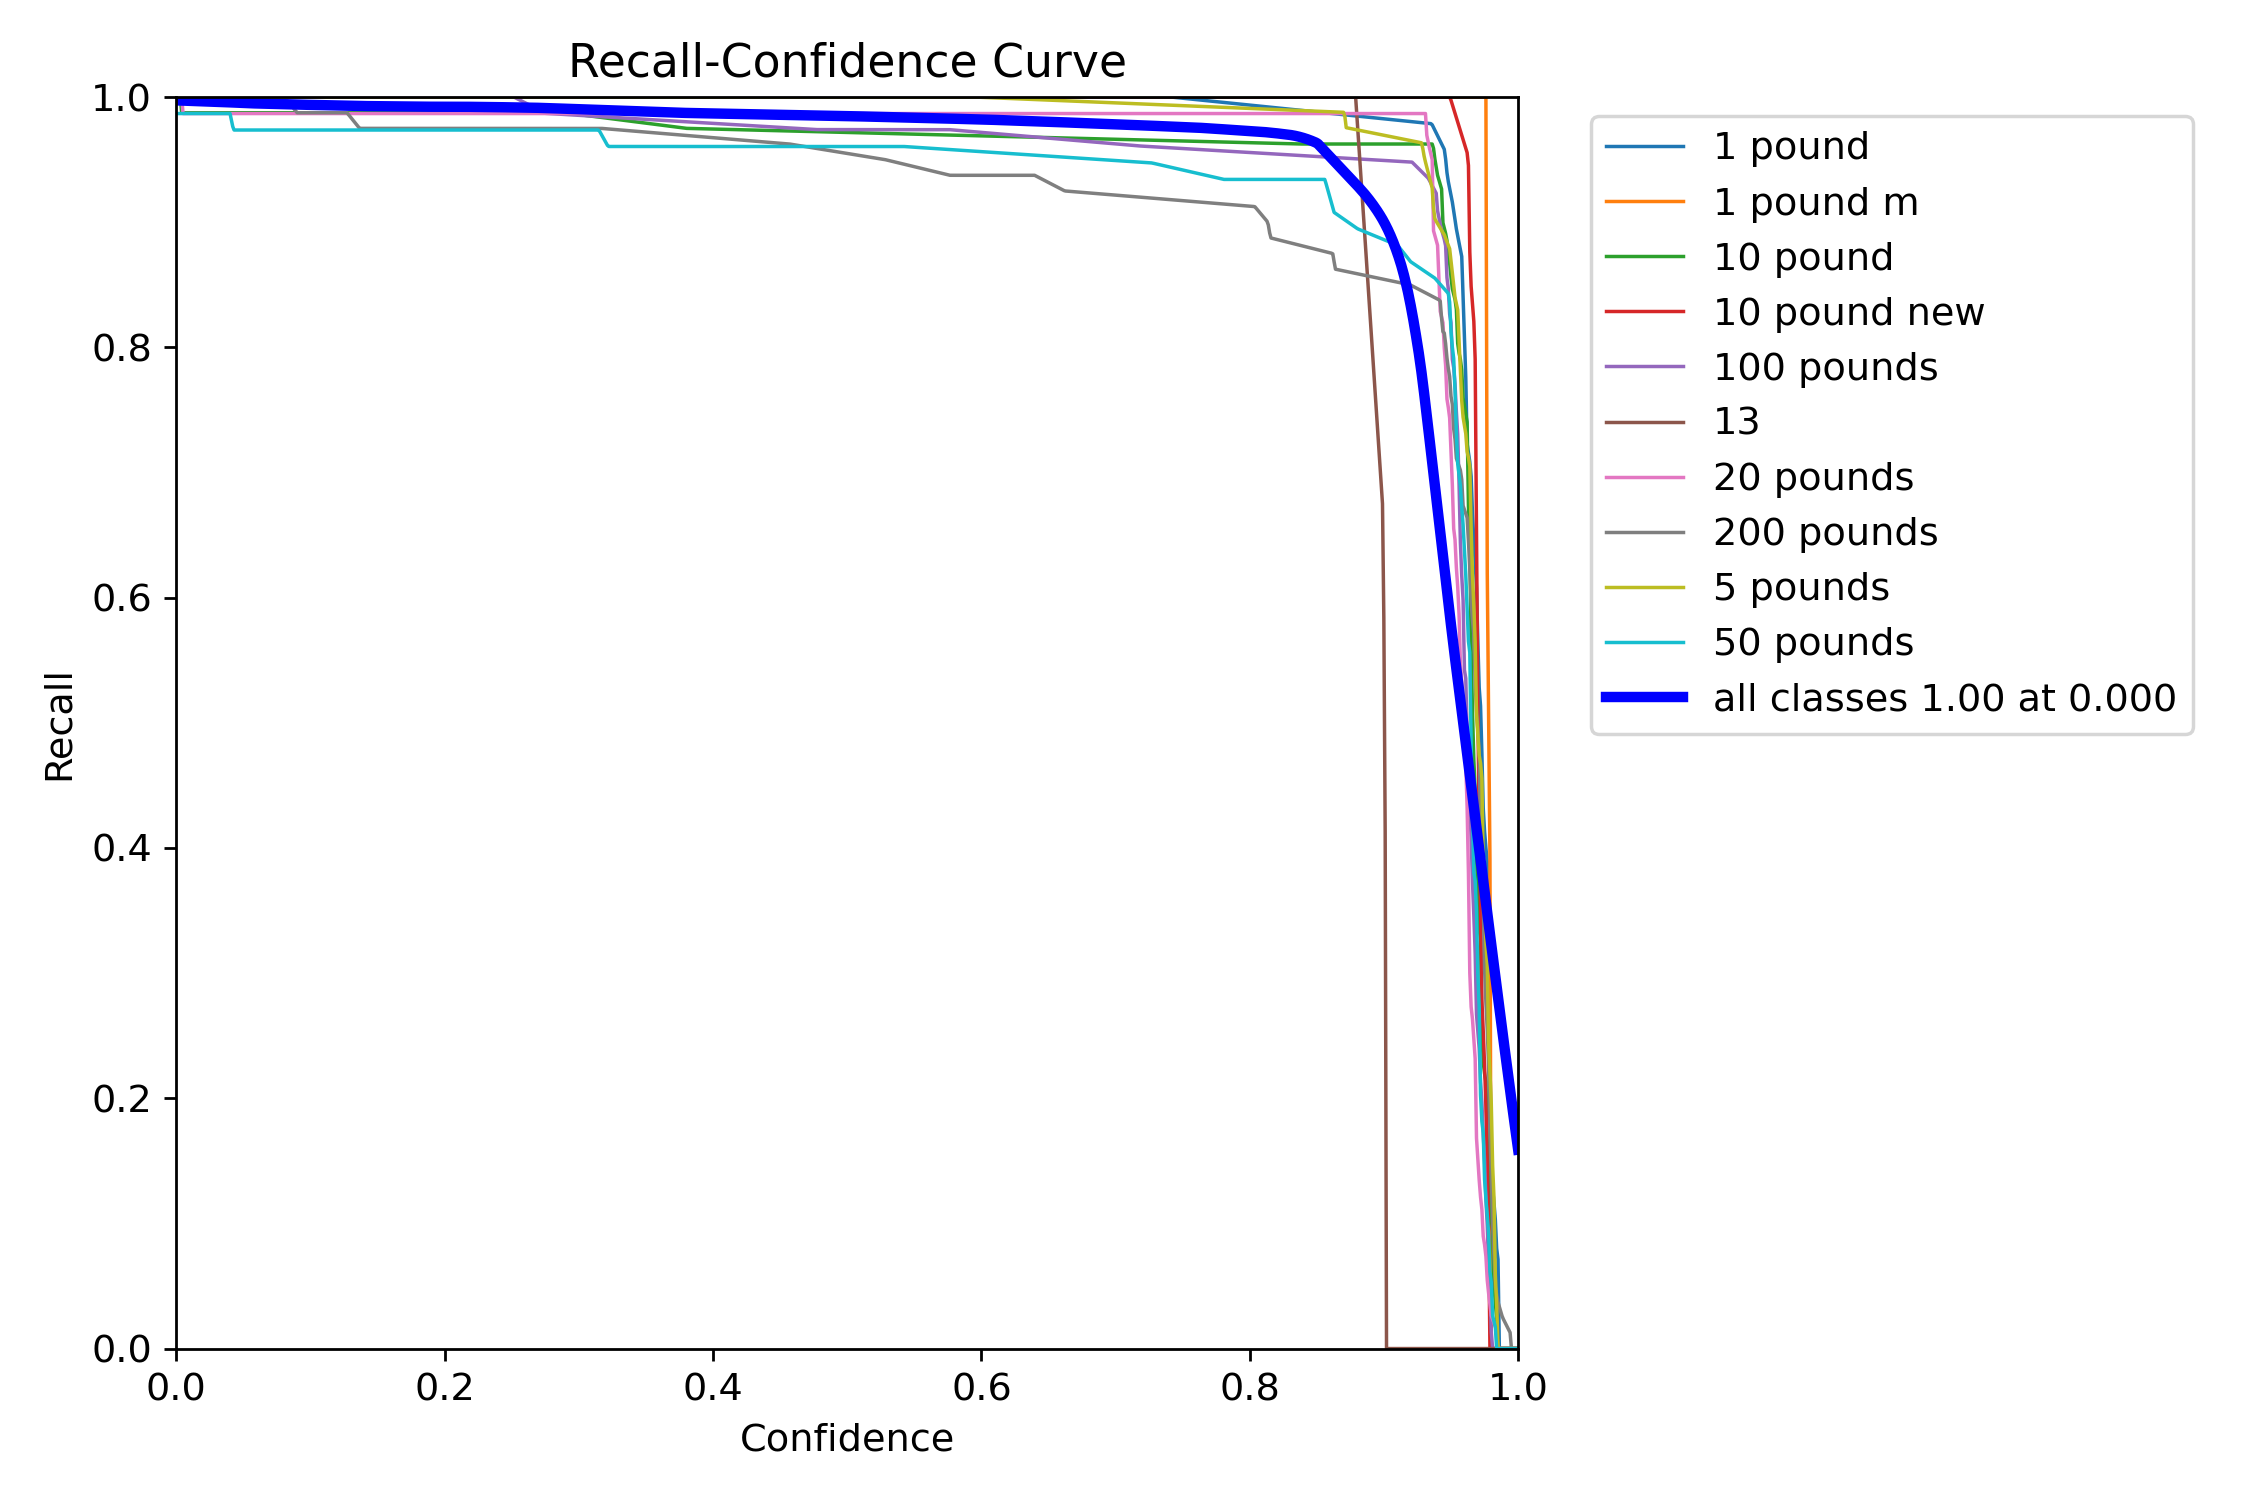 Recall-Confidence Curve
1.0
0.8
0.6
0.4
0.2
0.0
Recall
0.0 0.2 0.4 0.6 0.8 1.0
Confidence
1 pound
1 pound m
10 pound
10 pound new
100 pounds
13
20 pounds
200 pounds
5 pounds
50 pounds
all classes 1.00 at 0.000